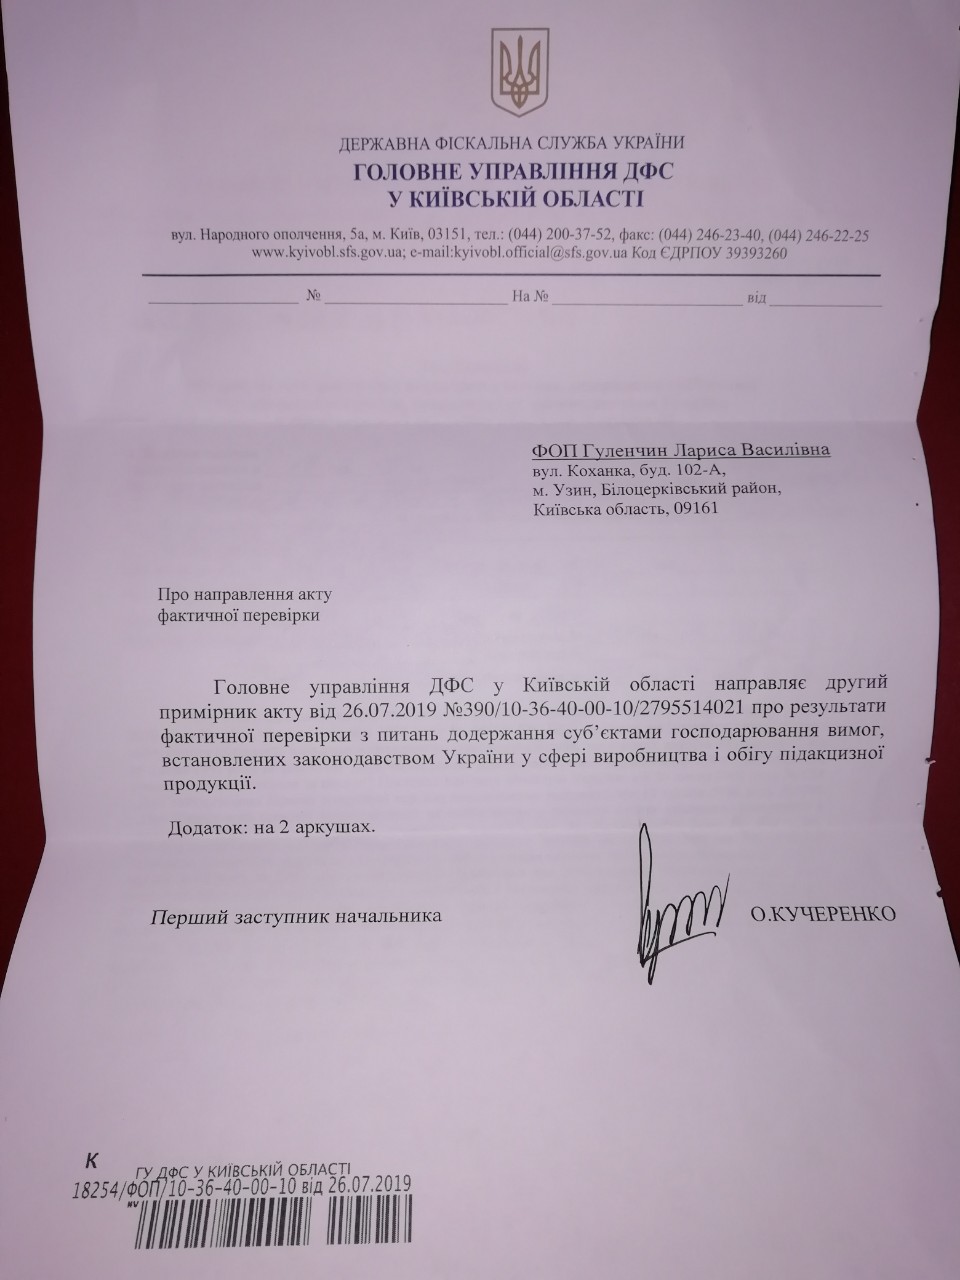 ДЕРЖАВНА ФІСКАЛЬНА СЛУЖБА УКРАЇНИ
ГОЛОВНЕ УПРАВЛІННЯ ДФС
У КИЇВСЬКІЙ ОБЛАСТІ
вул. Народного ополчення, 5а, м. Київ, 03151, тел.: (044) 200-37-52, факс: (044) 246-23-40, (044) 246-22-25
www.kyivobl.sfs.gov.ua; e-mail:kyivobl.official@sfs.gov.ua Код ЄДРПОУ 39393260
№ На № від
ФОП Гуленчин Лариса Василівна
вул. Коханка, буд. 102-А,
м. Узин, Білоцерківський район,
Київська область, 09161
Про направлення акту
фактичної перевірки
Головне управління ДФС у Київській області направляє другий
примірник акту від 26.07.2019 №390/10-36-40-00-10/2795514021 про результати
фактичної перевірки з питань додержання суб’єктами господарювання вимог,
встановлених законодавством України у сфері виробництва і обігу підакцизної
продукції.
Додаток: на 2 аркушах.
Перший заступник начальника О.КУЧЕРЕНКО
К
ГУ ДФС У КИЇВСЬКІЙ ОБЛАСТІ
18254/ФОП/10-36-40-00-10 від 26.07.2019